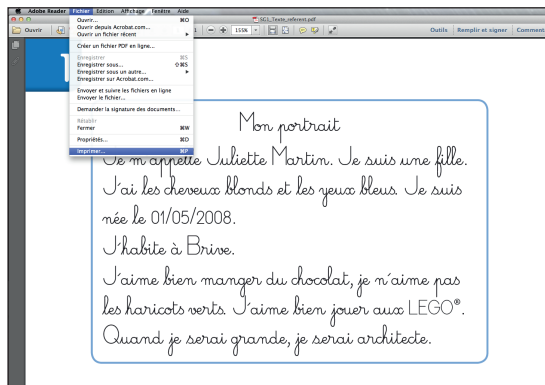 Adobe Reader Fichier Edition Affichage Fenêtre Aide
SC1_Texte_referent.pdf
Ouvrir 155% Outils Remplir et signer Comment
Ouvrir... ⌘O
Ouvrir depuis Acrobat.com...
Ouvrir un fichier récent
Créer un fichier PDF en ligne...
Enregistrer ⌘S
Enregistrer sous... ⇧⌘S
Enregistrer sous un autre...
Enregistrer sur Acrobat.com...
Envoyer et suivre les fichiers en ligne
Envoyer le fichier...
Demander la signature des documents...
Rétablir
Fermer ⌘W
Propriétés... ⌘D
Imprimer... ⌘P
Mon portrait
Je m'appelle Juliette Martin. Je suis une fille.
J'ai les cheveux blonds et les yeux bleus. Je suis
née le 01/05/2008.
J'habite à Brive.
J'aime bien manger du chocolat, je n'aime pas
les haricots verts. J'aime bien jouer aux LEGO®.
Quand je serai grande, je serai architecte.